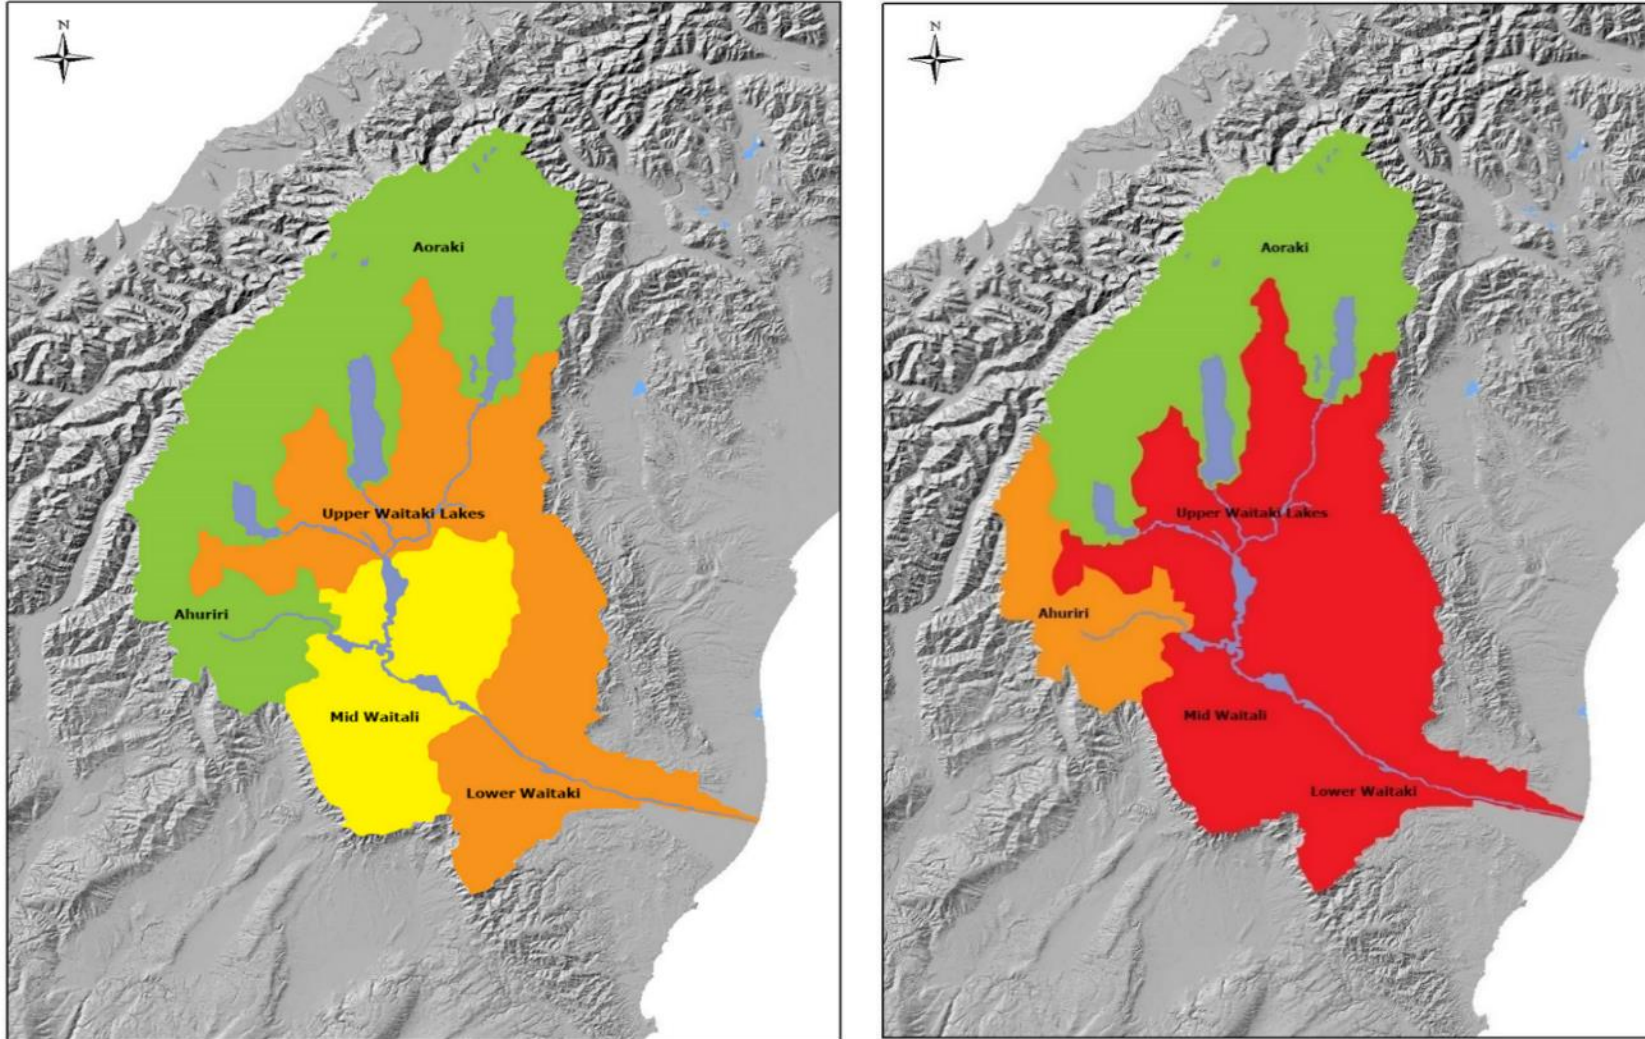 N
Aoraki
Upper Waitaki Lakes
Ahuriri
Mid Waitali
Lower Waitaki
N
Aoraki
Upper Waitaki Lakes
Ahuriri
Mid Waitali
Lower Waitaki